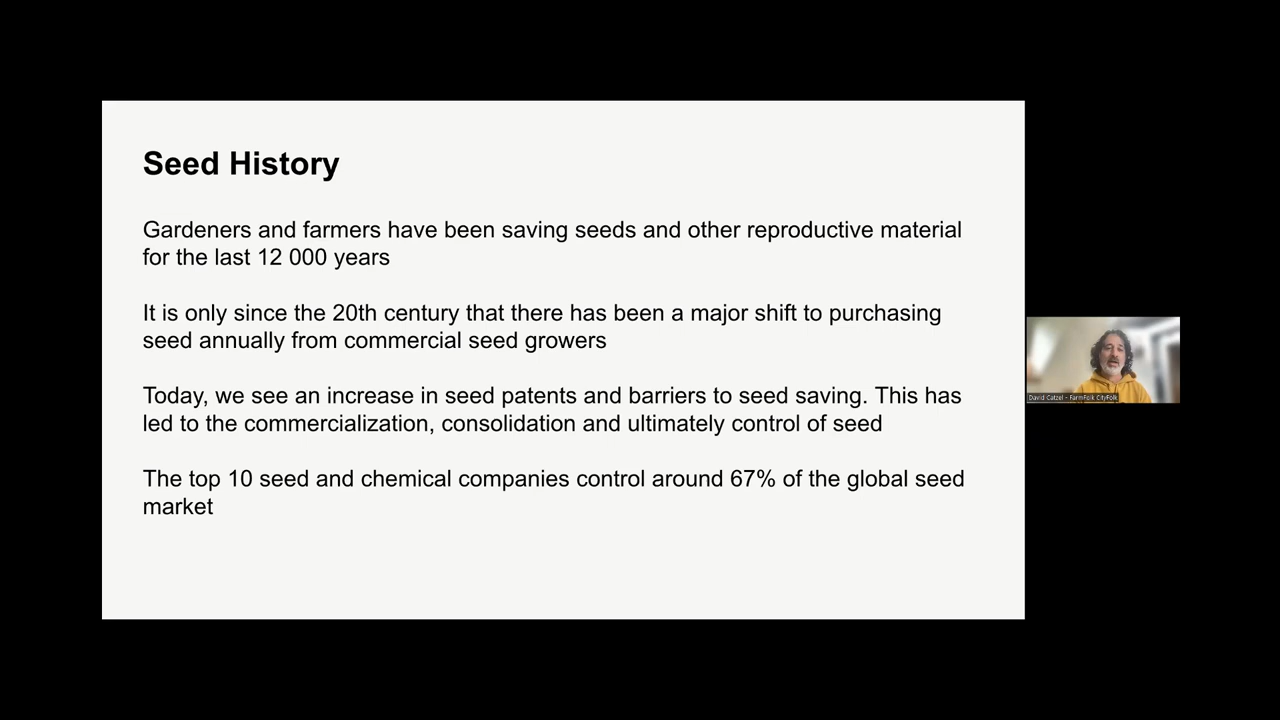 Seed History
Gardeners and farmers have been saving seeds and other reproductive material
for the last 12 000 years
It is only since the 20th century that there has been a major shift to purchasing
seed annually from commercial seed growers
Today, we see an increase in seed patents and barriers to seed saving. This has
led to the commercialization, consolidation and ultimately control of seed
The top 10 seed and chemical companies control around 67% of the global seed
market
David Catzel - FarmFolk CityFolk